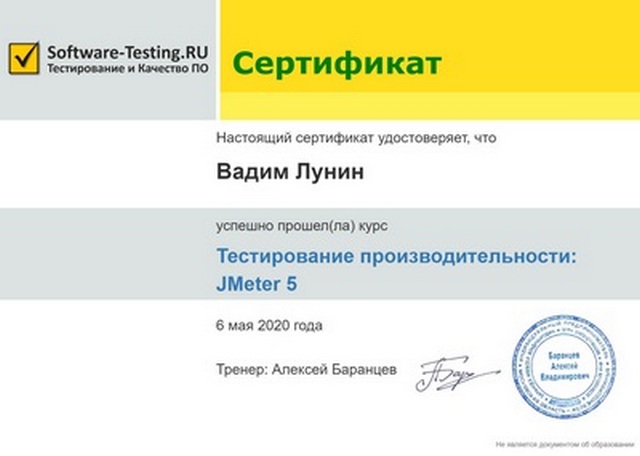 Software-Testing.RU
Тестирование и Качество ПО
Сертификат
Настоящий сертификат удостоверяет, что
Вадим Лунин
успешно прошел(ла) курс
Тестирование производительности:
JMeter 5
6 мая 2020 года
Тренер: Алексей Баранцев
Баранцев
Алексей
Владимирович
Не является документом об образовании